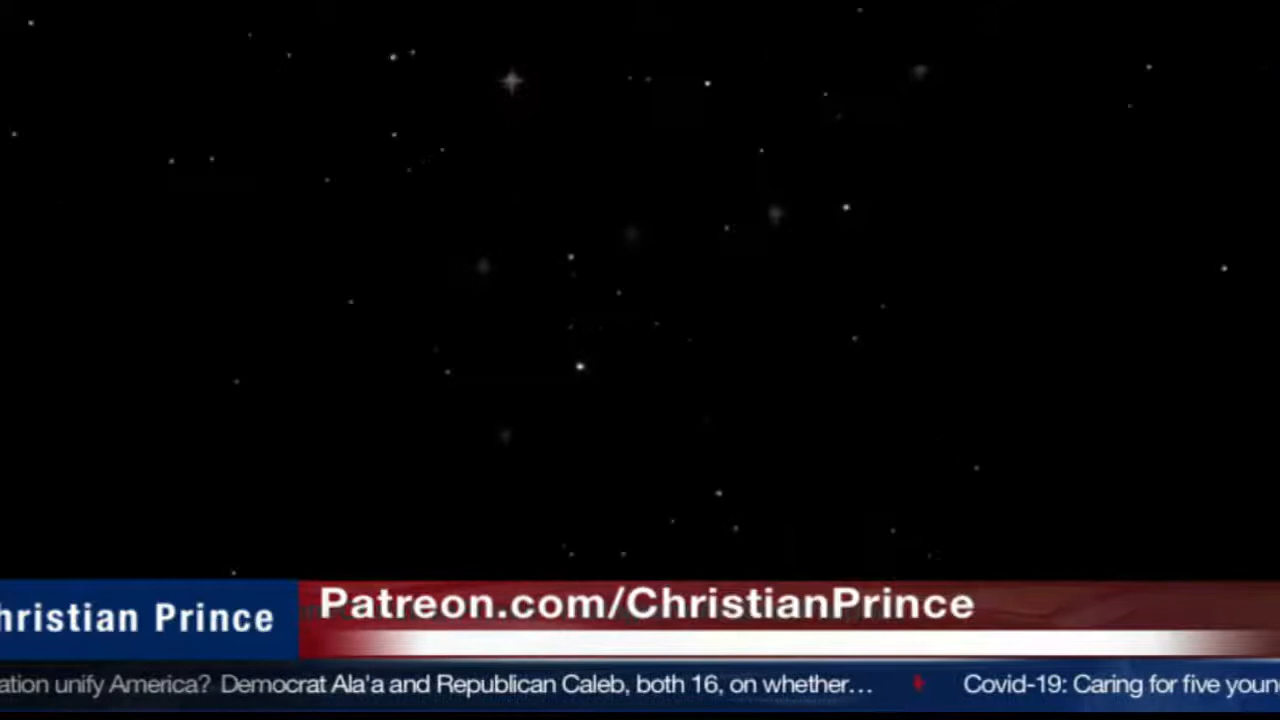 hristian Prince
Patreon.com/ChristianPrince
ation unify America? Democrat Ala'a and Republican Caleb, both 16, on whether… Covid-19: Caring for five youn